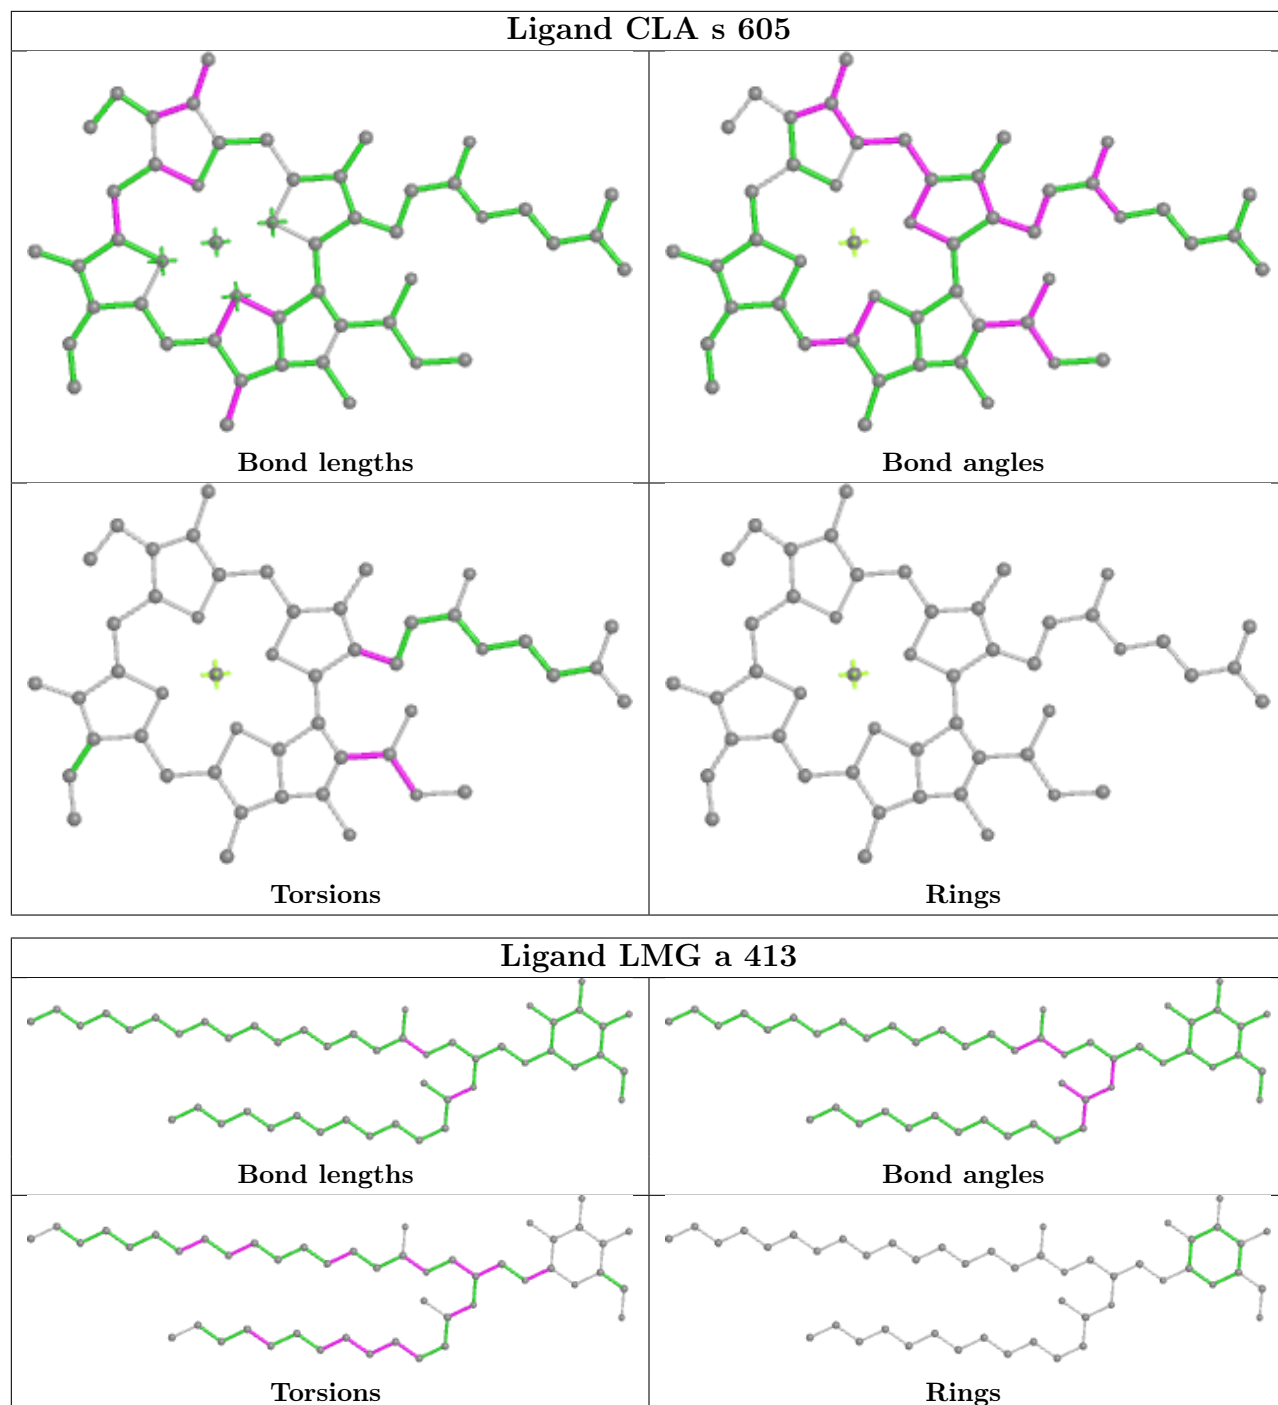 Ligand CLA s 605
Bond lengths
Bond angles
Torsions
Rings
Ligand LMG a 413
Bond lengths
Bond angles
Torsions
Rings